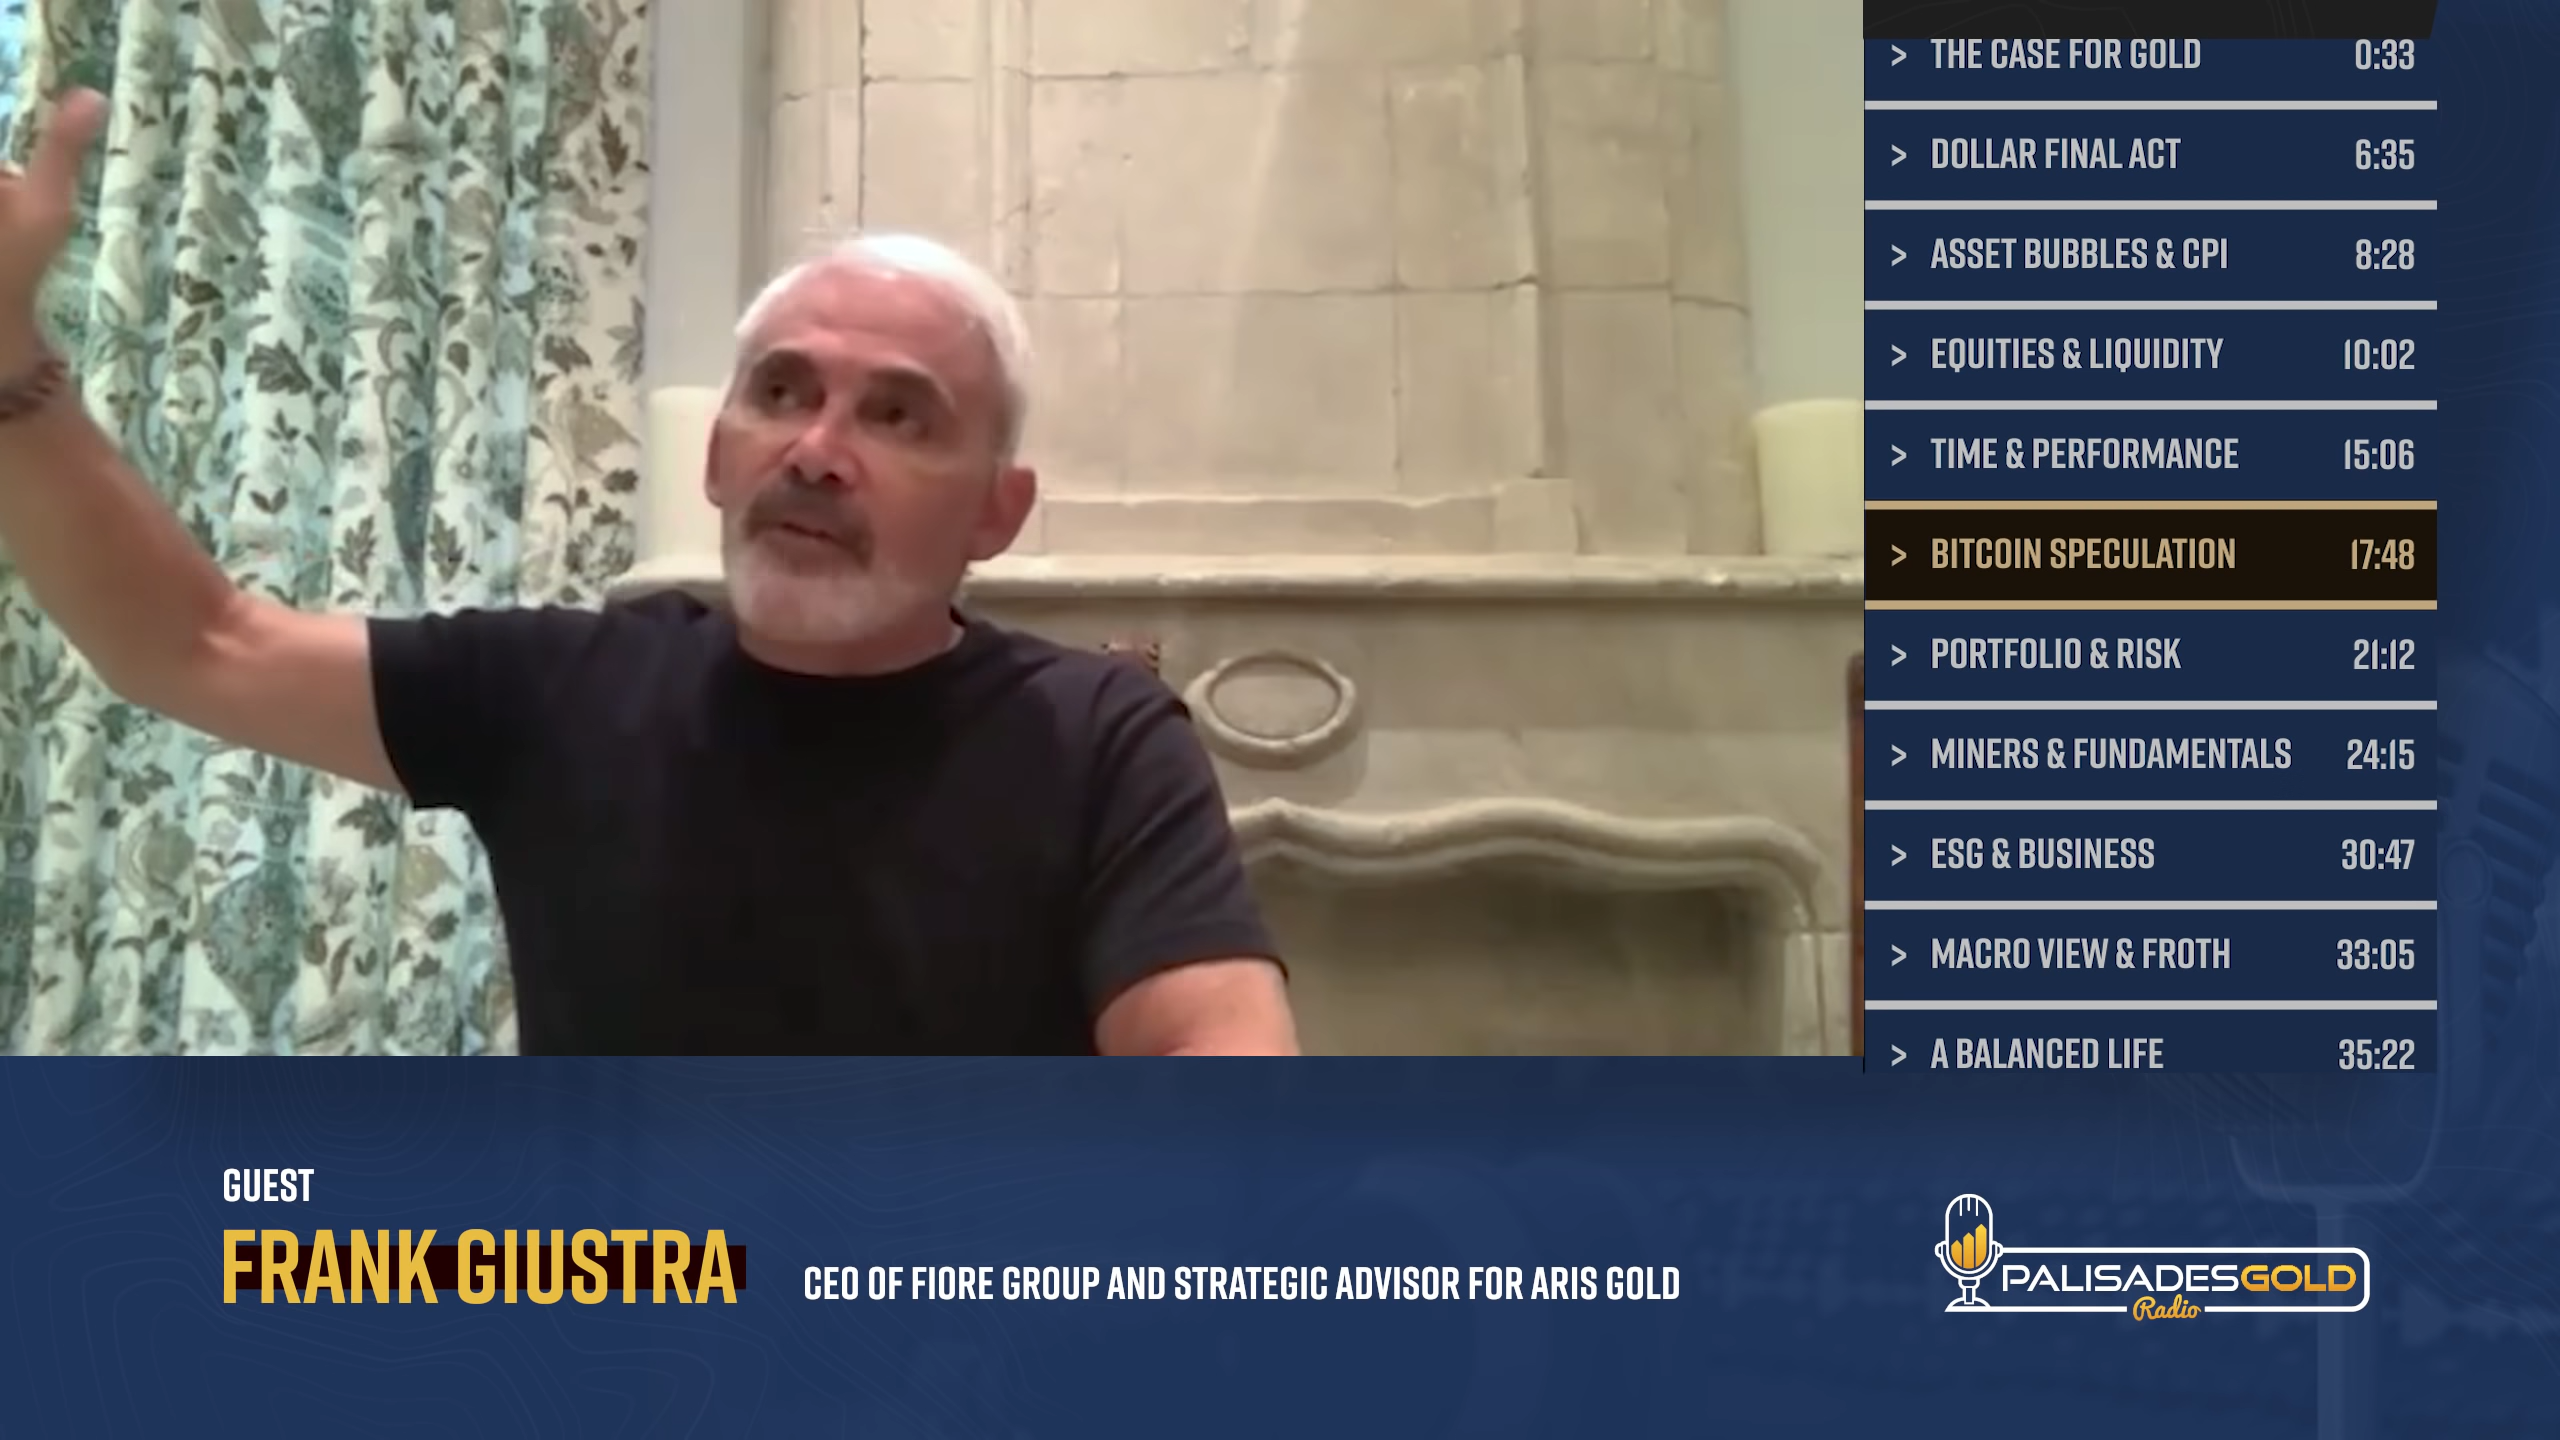 > THE CASE FOR GOLD 0:33
> DOLLAR FINAL ACT 6:35
> ASSET BUBBLES & CPI 8:28
> EQUITIES & LIQUIDITY 10:02
> TIME & PERFORMANCE 15:06
> BITCOIN SPECULATION 17:48
> PORTFOLIO & RISK 21:12
> MINERS & FUNDAMENTALS 24:15
> ESG & BUSINESS 30:47
> MACRO VIEW & FROTH 33:05
> A BALANCED LIFE 35:22
GUEST
FRANK GIUSTRA
CEO OF FIORE GROUP AND STRATEGIC ADVISOR FOR ARIS GOLD
PALISADESGOLD
Radio